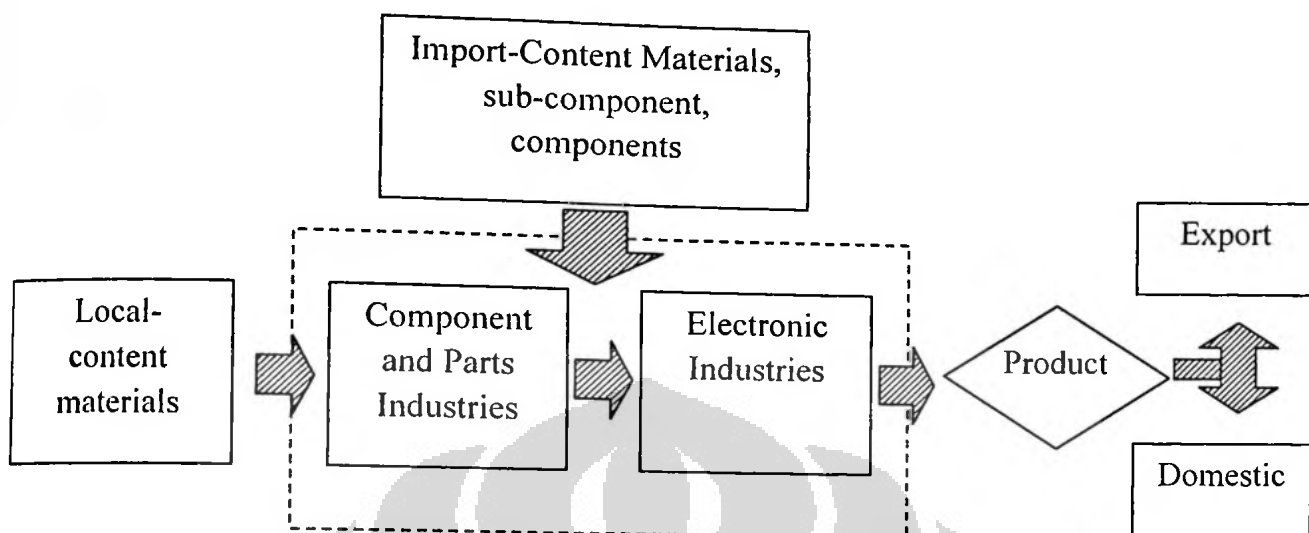 Import-Content Materials,
sub-component,
components
Local-
content
materials
Component
and Parts
Industries
Electronic
Industries
Product
Export
Domestic